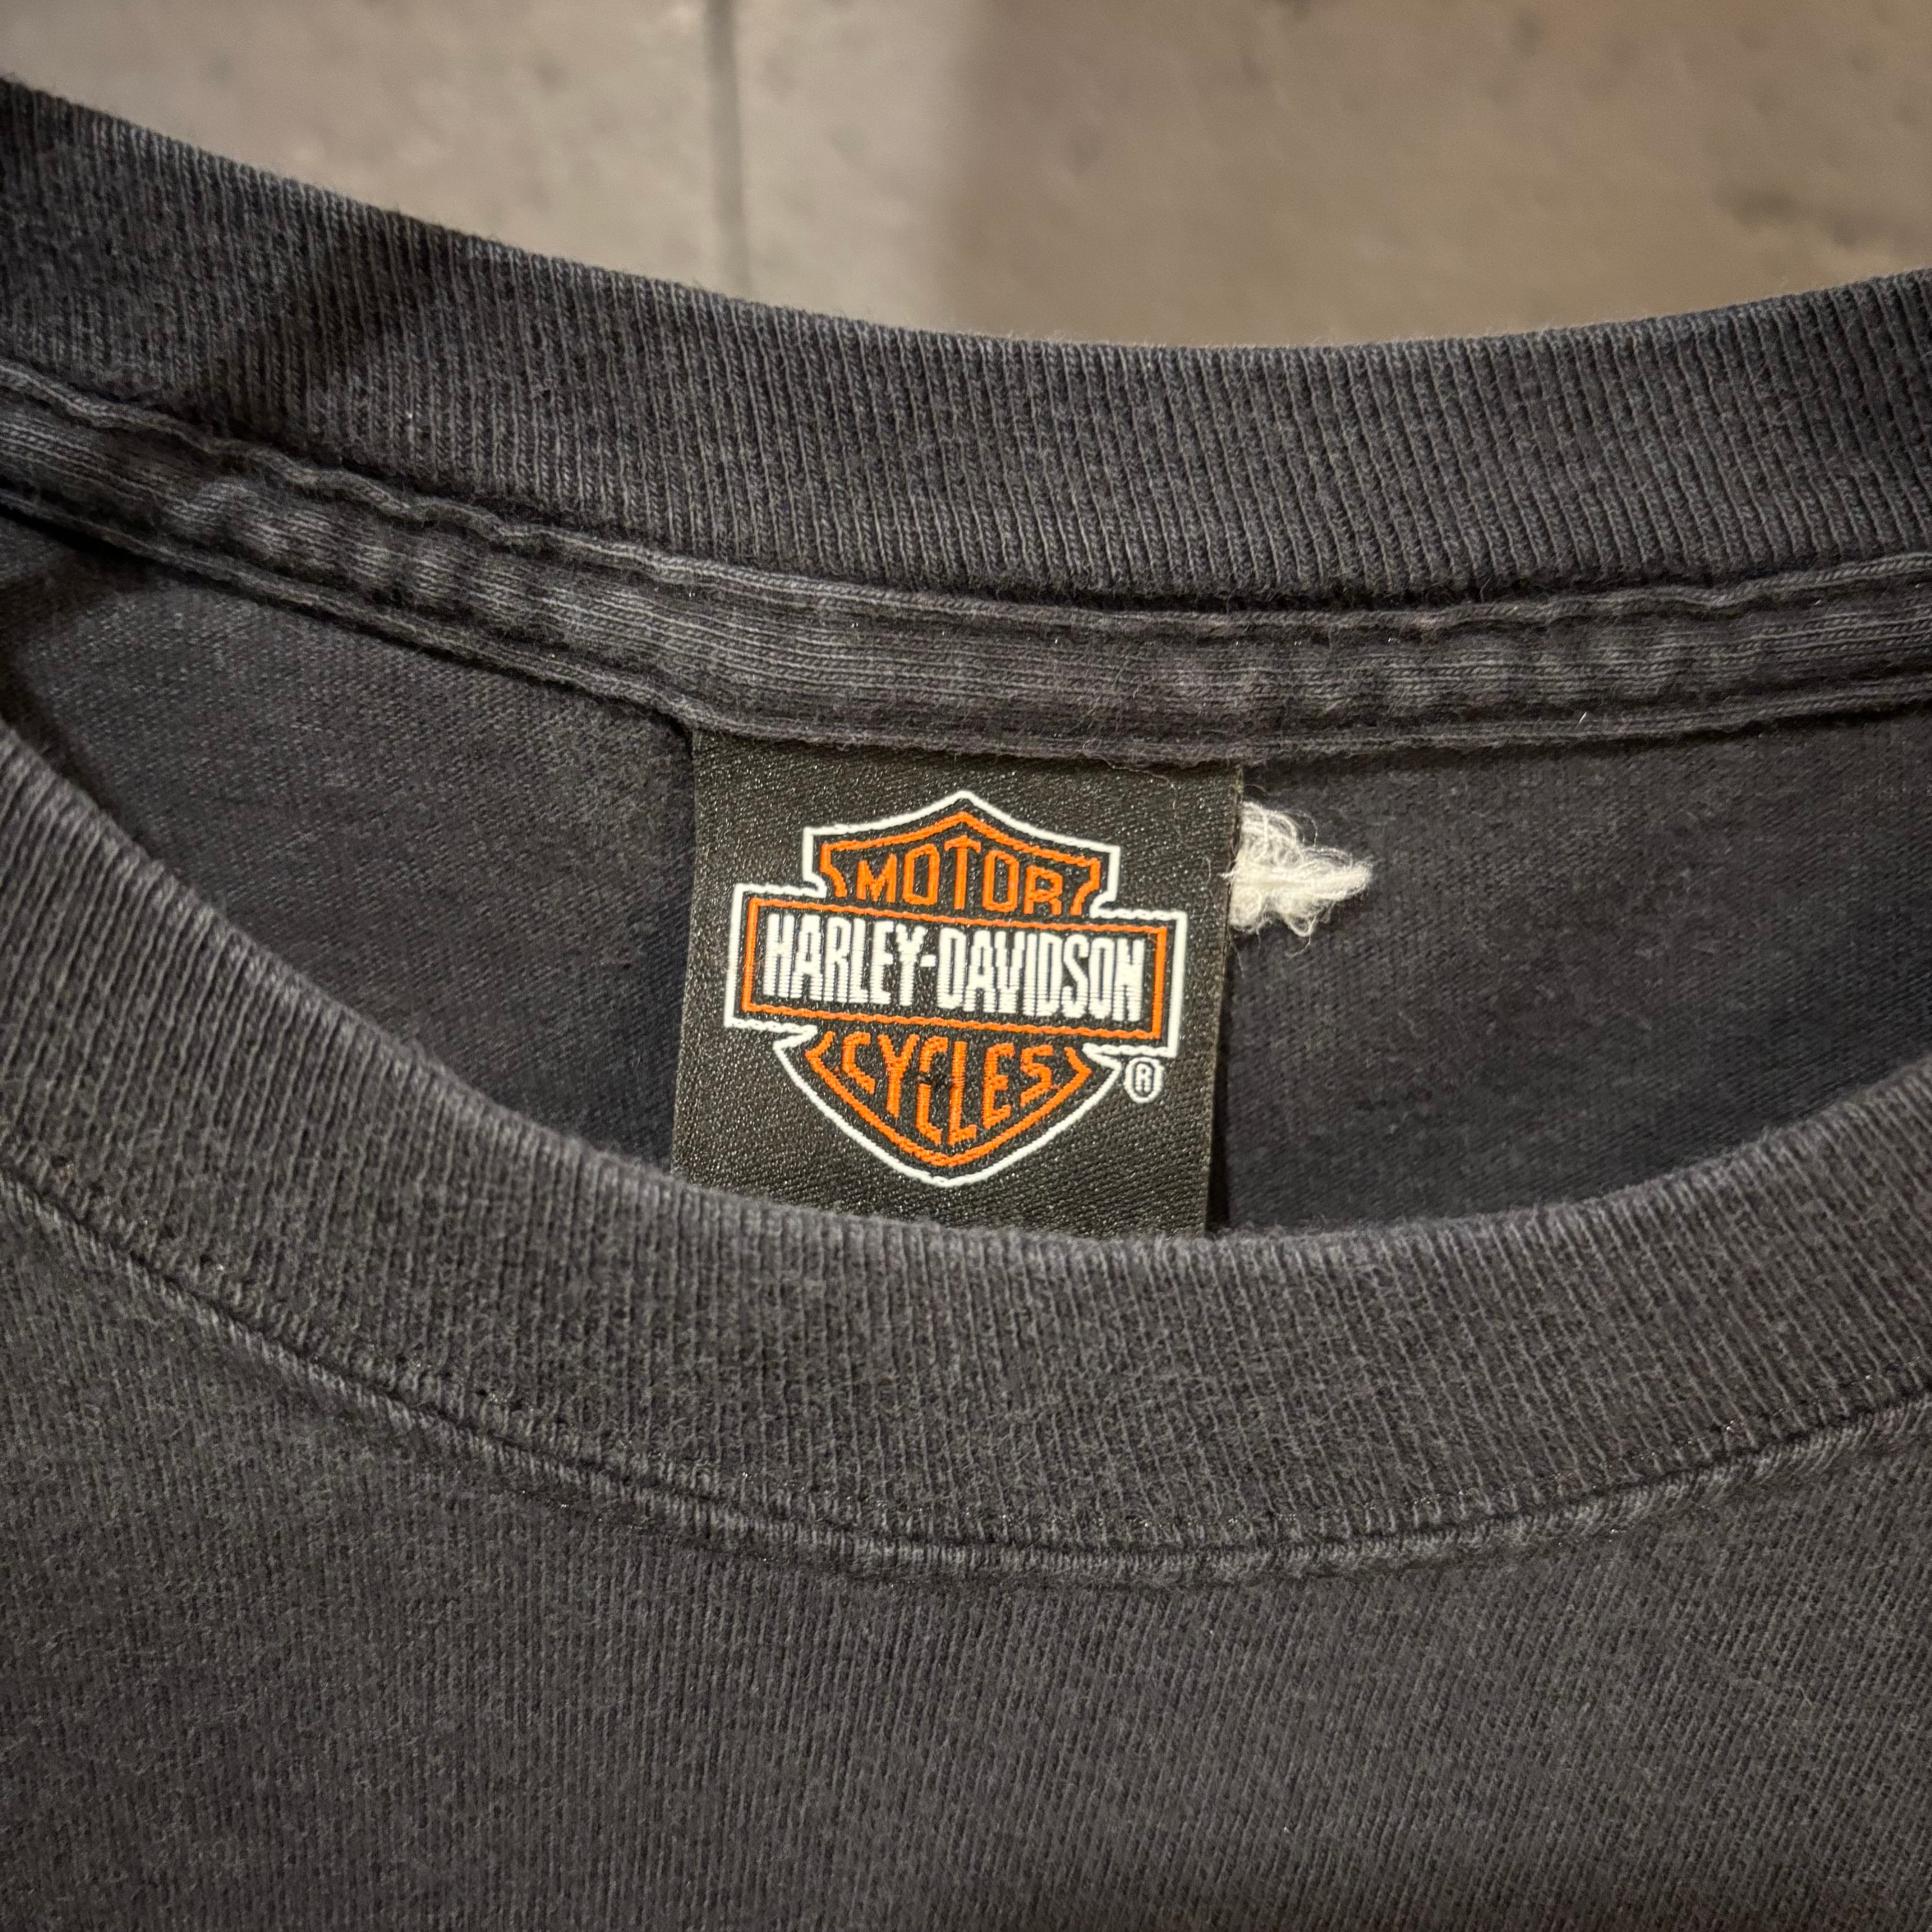 MOTOR
HARLEY-DAVIDSON
CYCLES
®